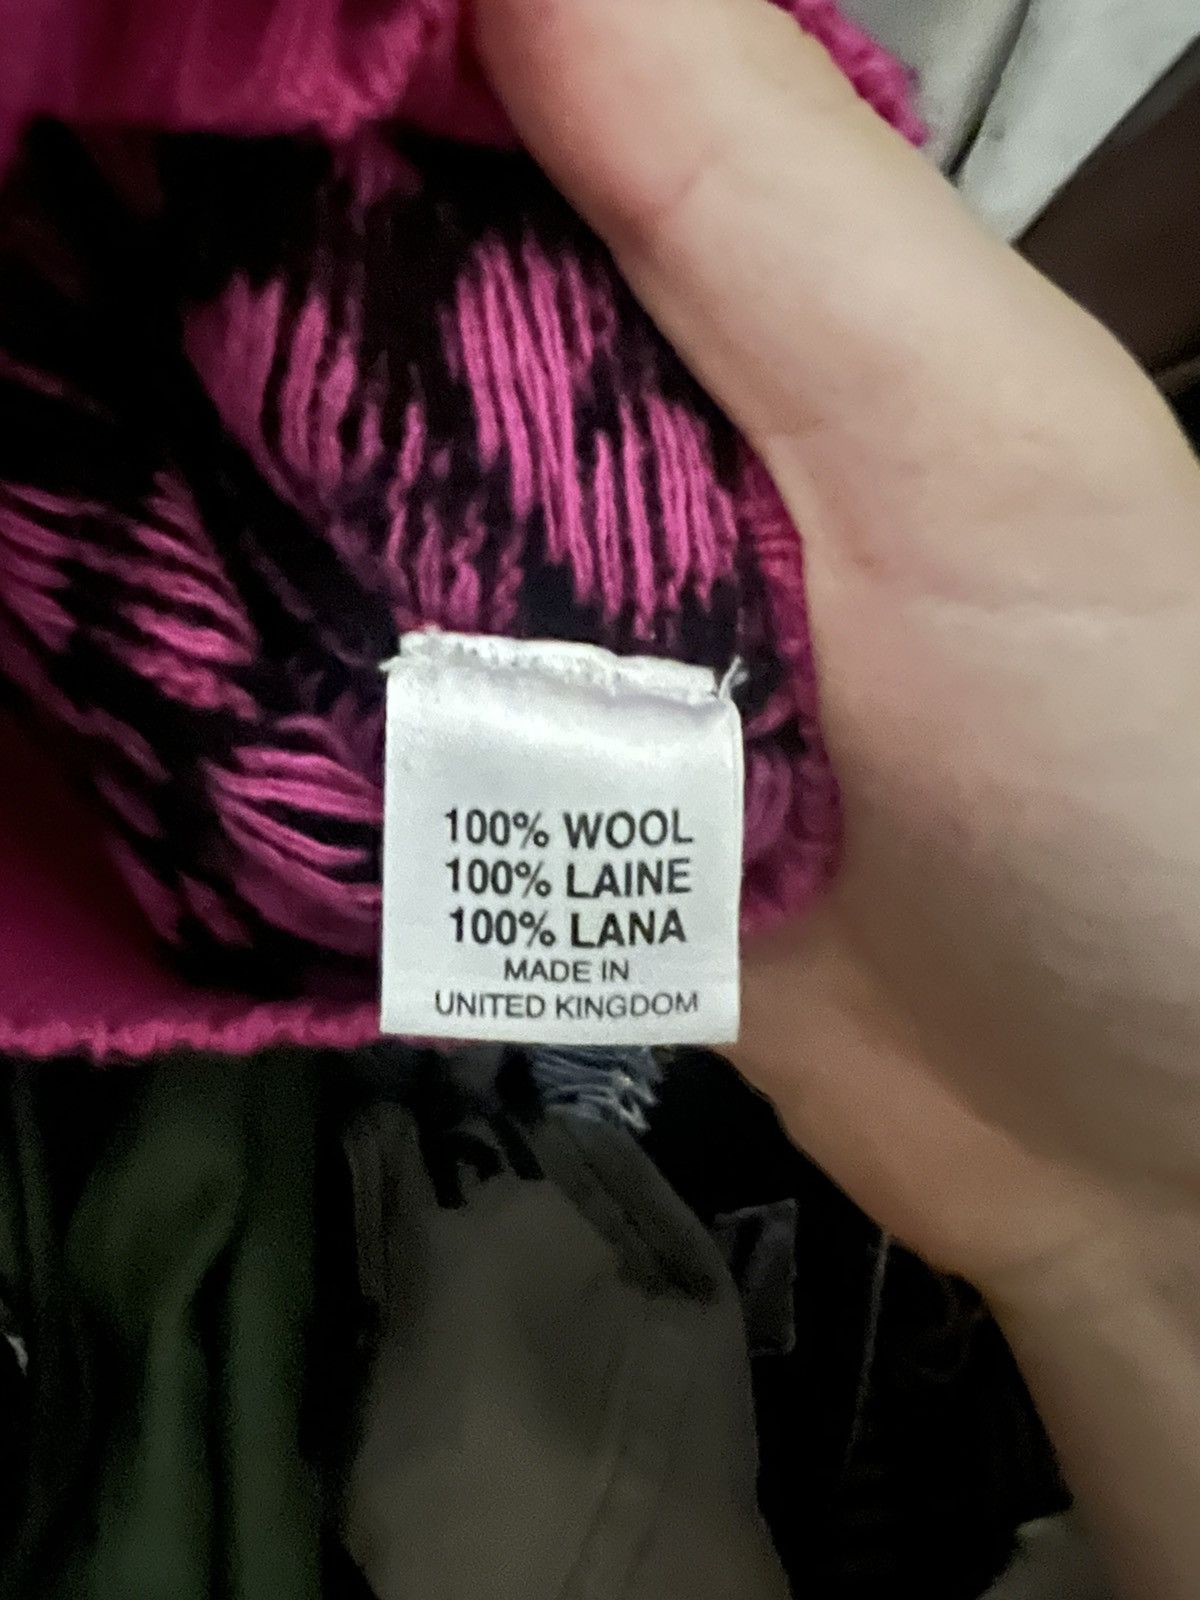 100% WOOL
100% LAINE
100% LANA
MADE IN
UNITED KINGDOM